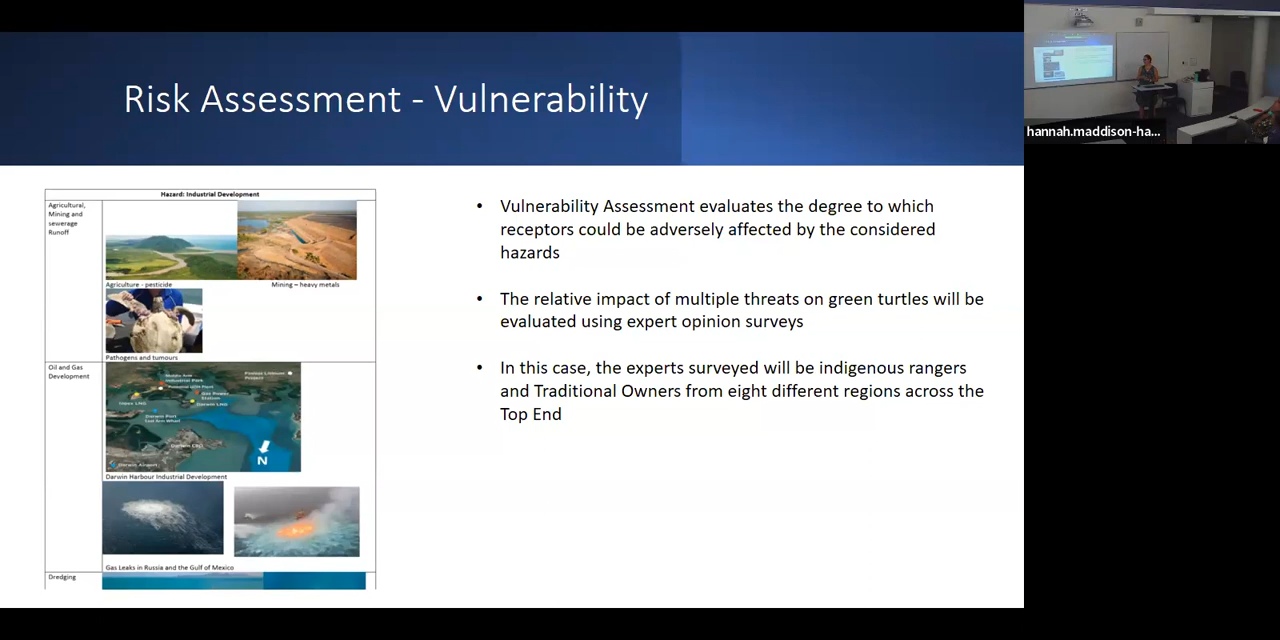 Risk Assessment - Vulnerability
hannah.maddison-ha...
Hazard: Industrial Development
Agricultural,
Mining and
sewerage
Runoff
Agriculture - pesticide
Mining – heavy metals
Pathogens and tumours
Oil and Gas
Development
Darwin Harbour Industrial Development
N
Gas Leaks in Russia and the Gulf of Mexico
Dredging
• Vulnerability Assessment evaluates the degree to which
receptors could be adversely affected by the considered
hazards
• The relative impact of multiple threats on green turtles will be
evaluated using expert opinion surveys
• In this case, the experts surveyed will be indigenous rangers
and Traditional Owners from eight different regions across the
Top End